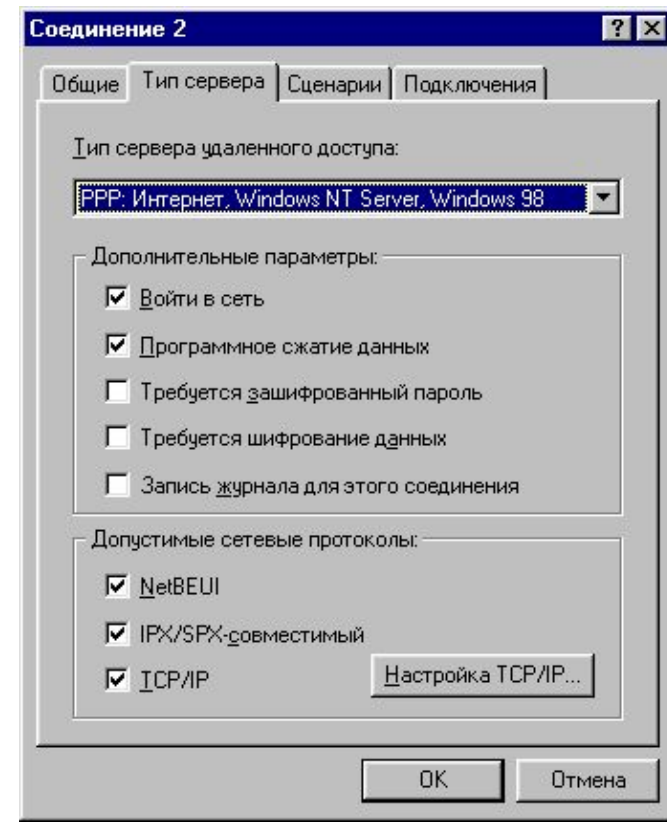 Соединение 2
Общие Тип сервера Сценарии Подключения
Тип сервера удаленного доступа:
PPP: Интернет, Windows NT Server, Windows 98
Дополнительные параметры:
Войти в сеть
Программное сжатие данных
Требуется зашифрованный пароль
Требуется шифрование данных
Запись журнала для этого соединения
Допустимые сетевые протоколы:
NetBEUI
IPX/SPX-совместимый
TCP/IP Настройка TCP/IP...
OK Отмена